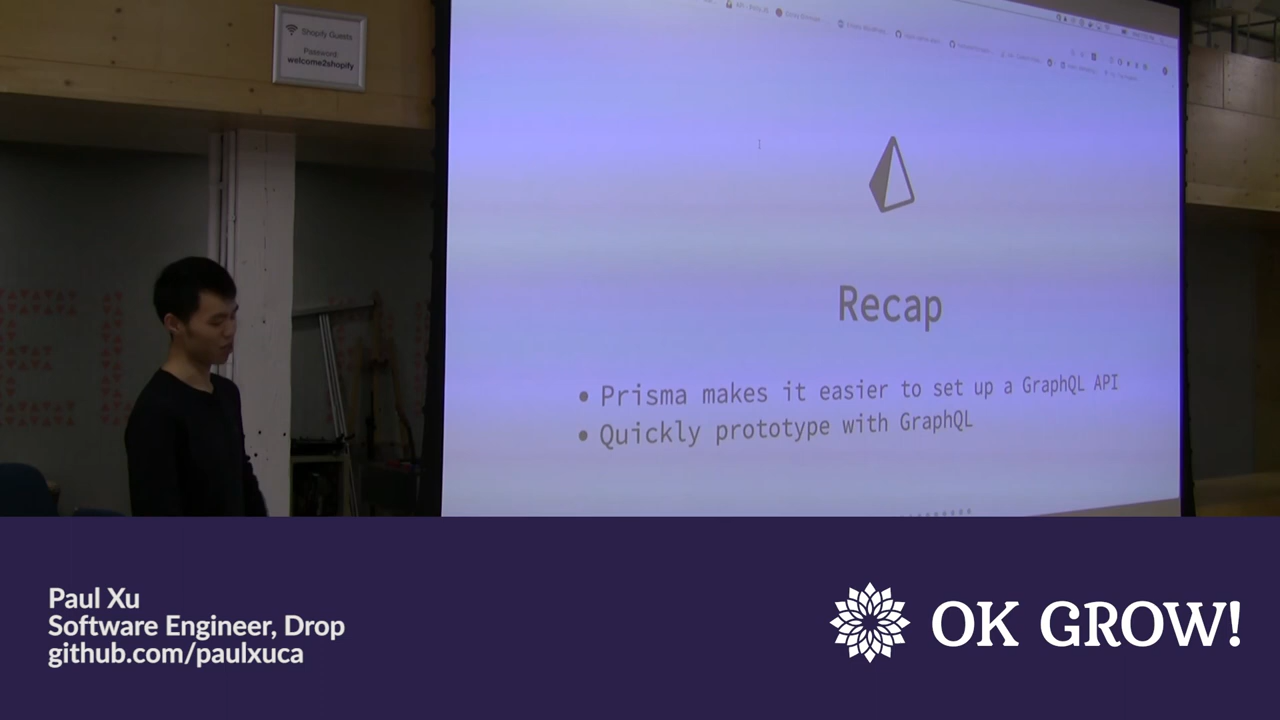 Shopify Guests
Password:
welcome2shopify
Recap
• Prisma makes it easier to set up a GraphQL API
• Quickly prototype with GraphQL
Paul Xu
Software Engineer, Drop
github.com/paulxuca
OK GROW!